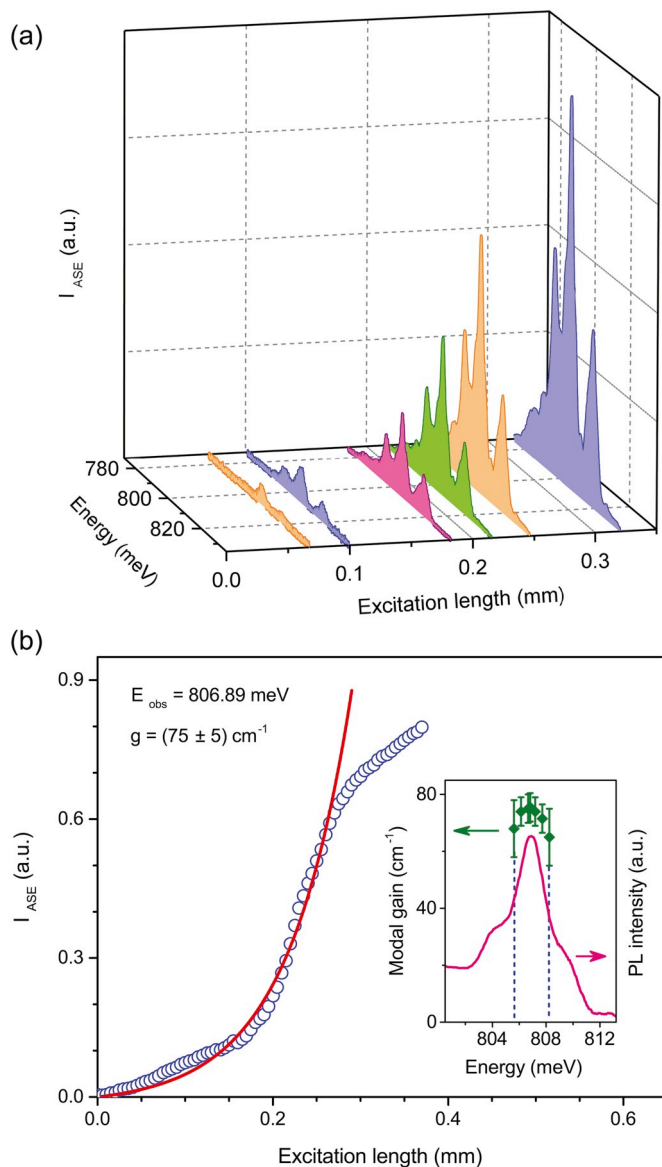 (a)
I ASE (a.u.)
780
800
820
Energy (meV)
0.0
0.1
0.2
0.3
Excitation length (mm)
(b)
0.9
0.6
0.3
0.0
I ASE (a.u.)
E obs = 806.89 meV
g = (75 ± 5) cm⁻¹
80
40
0
Modal gain (cm⁻¹)
PL intensity (a.u.)
804 808 812
Energy (meV)
0.0 0.2 0.4 0.6
Excitation length (mm)